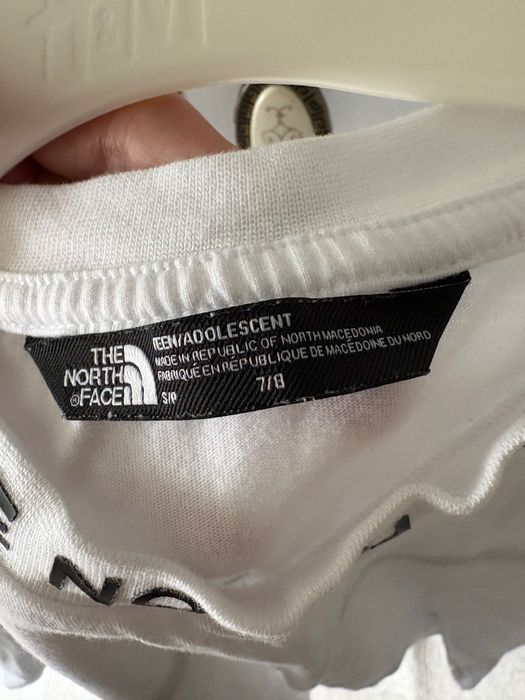 H&M
TEEN/ADOLESCENT
MADE IN REPUBLIC OF NORTH MACEDONIA
FABRIQUE EN RÉPUBLIQUE DE MACÉDOINE DU NORD
S/P 7/8
THE
NORTH
FACE
NO